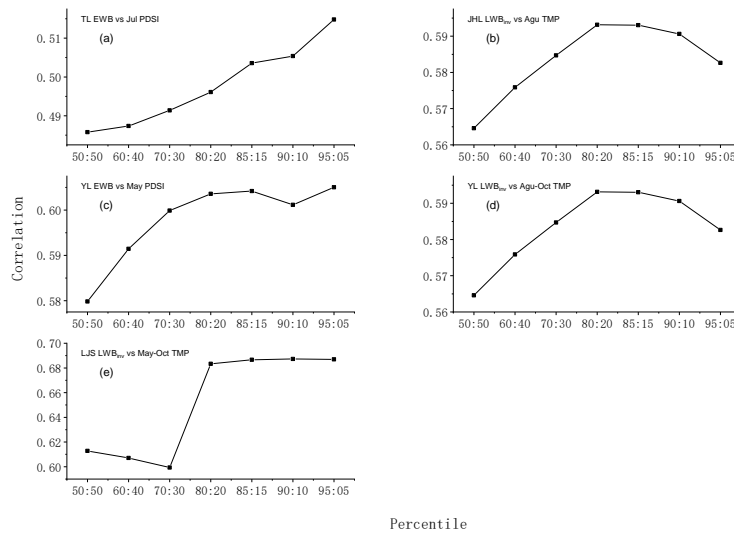 TL EWB vs Jul PDSI
(a)
0.51
0.50
0.49
50:50 60:40 70:30 80:20 85:15 90:10 95:05
JHL LWBinv vs Agu TMP
(b)
0.59
0.58
0.57
0.56
50:50 60:40 70:30 80:20 85:15 90:10 95:05
YL EWB vs May PDSI
(c)
0.60
0.59
0.58
50:50 60:40 70:30 80:20 85:15 90:10 95:05
YL LWBinv vs Agu-Oct TMP
(d)
0.59
0.58
0.57
0.56
50:50 60:40 70:30 80:20 85:15 90:10 95:05
Correlation
LJS LWBinv vs May-Oct TMP
(e)
0.70
0.68
0.66
0.64
0.62
0.60
50:50 60:40 70:30 80:20 85:15 90:10 95:05
Percentile